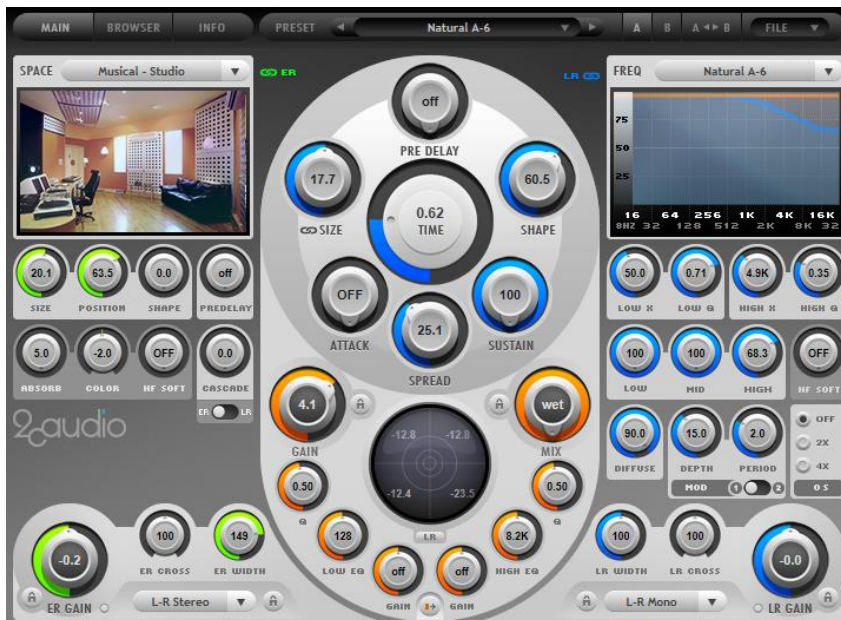 MAIN BROWSER INFO PRESET Natural A-6 A B A◄►B FILE
SPACE Musical - Studio ER LR FREQ Natural A-6
off
PRE DELAY
17.7 60.5
SIZE SHAPE
0.62
TIME
OFF 100
ATTACK SUSTAIN
25.1
SPREAD
75
50
25
16 64 256 1K 4K 16K
8HZ 32 128 512 2K 8K 32
20.1 63.5 0.0 off
SIZE POSITION SHAPE PREDELAY
5.0 -2.0 OFF 0.0
ABSORB COLOR HF SOFT CASCADE
ER LR
2caudio
50.0 0.71 4.9K 0.35
LOW X LOW Q HIGH X HIGH Q
100 100 68.3 OFF
LOW MID HIGH HF SOFT
90.0 15.0 2.0
DIFFUSE DEPTH PERIOD
MOD 1 2
OFF
2X
4X
OS
4.1 wet
GAIN MIX
-12.8 -12.8
-12.4 -23.5
LR
0.50 0.50
Q Q
128 8.2K
LOW EQ HIGH EQ
off off
GAIN GAIN
-0.2 100 149
ER GAIN ER CROSS ER WIDTH
L-R Stereo
100 100 -0.0
LR WIDTH LR CROSS LR GAIN
L-R Mono